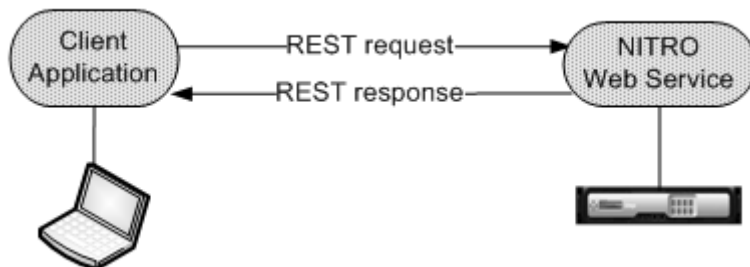 Client
Application
REST request
REST response
NITRO
Web Service